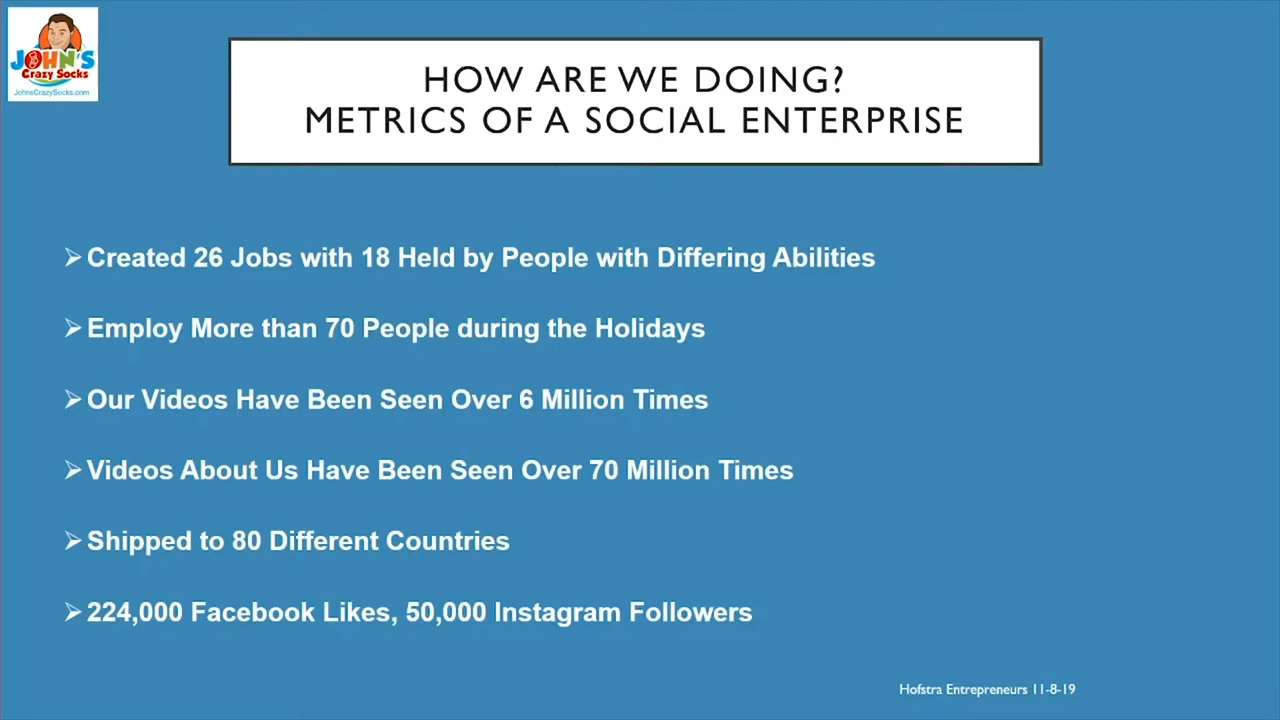 JOHN'S
Crazy Socks
JohnsCrazySocks.com
HOW ARE WE DOING?
METRICS OF A SOCIAL ENTERPRISE
➢ Created 26 Jobs with 18 Held by People with Differing Abilities
➢ Employ More than 70 People during the Holidays
➢ Our Videos Have Been Seen Over 6 Million Times
➢ Videos About Us Have Been Seen Over 70 Million Times
➢ Shipped to 80 Different Countries
➢ 224,000 Facebook Likes, 50,000 Instagram Followers
Hofstra Entrepreneurs 11-8-19